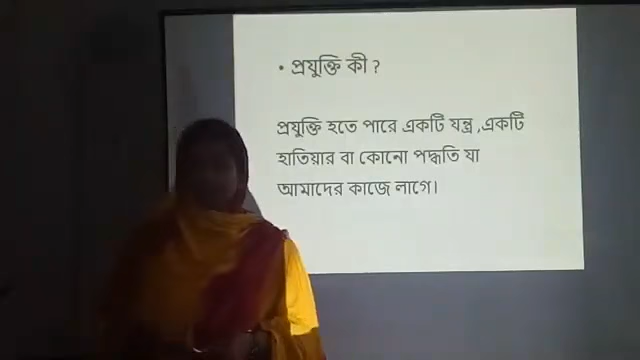 • প্রযুক্তি কী ?
প্রযুক্তি হতে পারে একটি যন্ত্র ,একটি
হাতিয়ার বা কোনো পদ্ধতি যা
আমাদের কাজে লাগে।